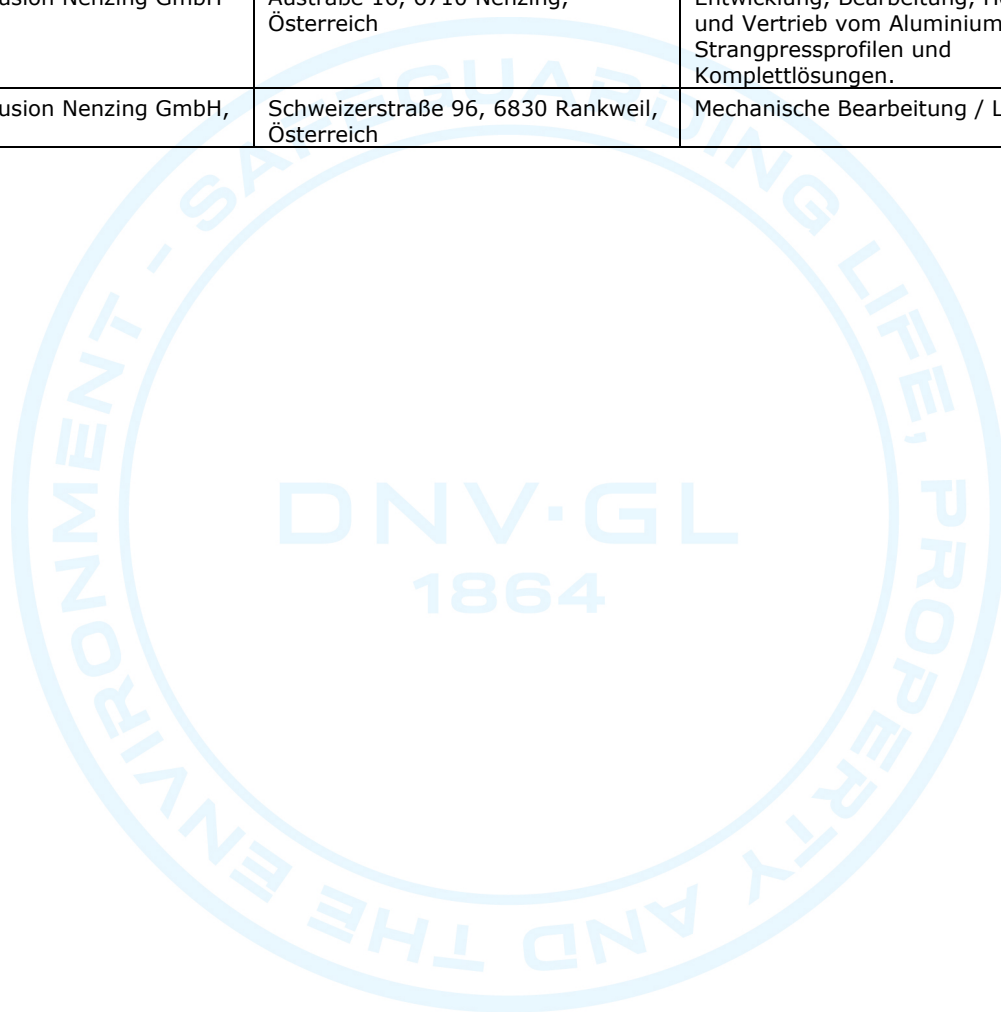 Nenzing GmbH
Austraße 16, 6710 Nenzing,
Österreich
Entwicklung, Bearbeitung,
und Vertrieb vom Aluminium
Strangpressprofilen und
Komplettlösungen.
usion Nenzing GmbH,
Schweizerstraße 96, 6830 Rankweil,
Österreich
Mechanische Bearbeitung / L
SAFEGUARDING LIFE, PROPERTY AND THE ENVIRONMENT -
DNV·GL
1864